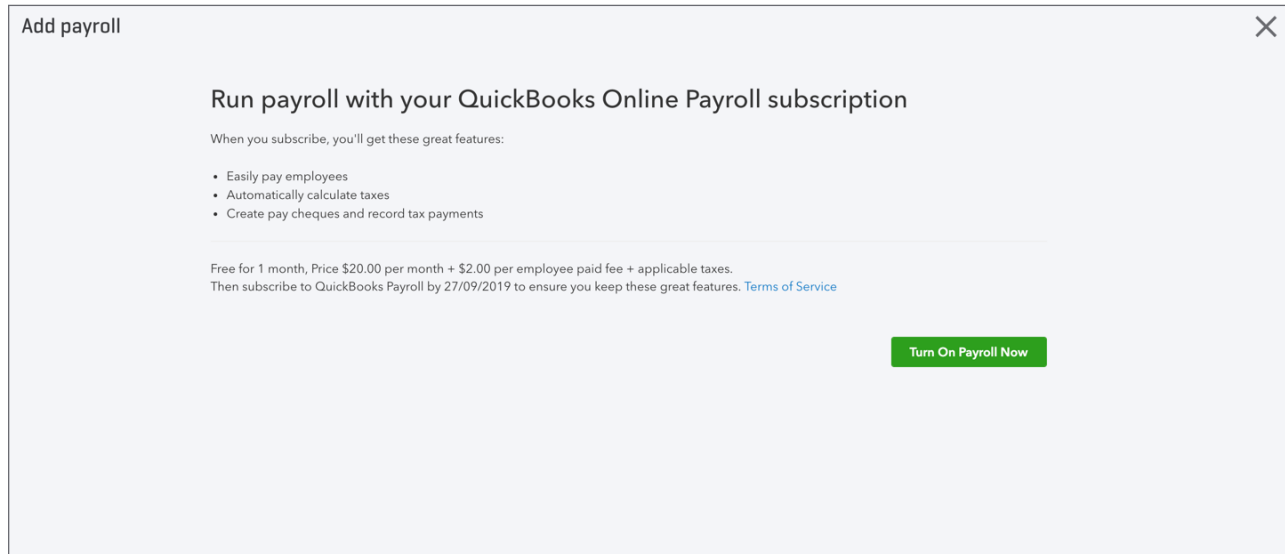 Add payroll
Run payroll with your QuickBooks Online Payroll subscription
When you subscribe, you'll get these great features:
• Easily pay employees
• Automatically calculate taxes
• Create pay cheques and record tax payments
Free for 1 month, Price $20.00 per month + $2.00 per employee paid fee + applicable taxes.
Then subscribe to QuickBooks Payroll by 27/09/2019 to ensure you keep these great features. Terms of Service
Turn On Payroll Now